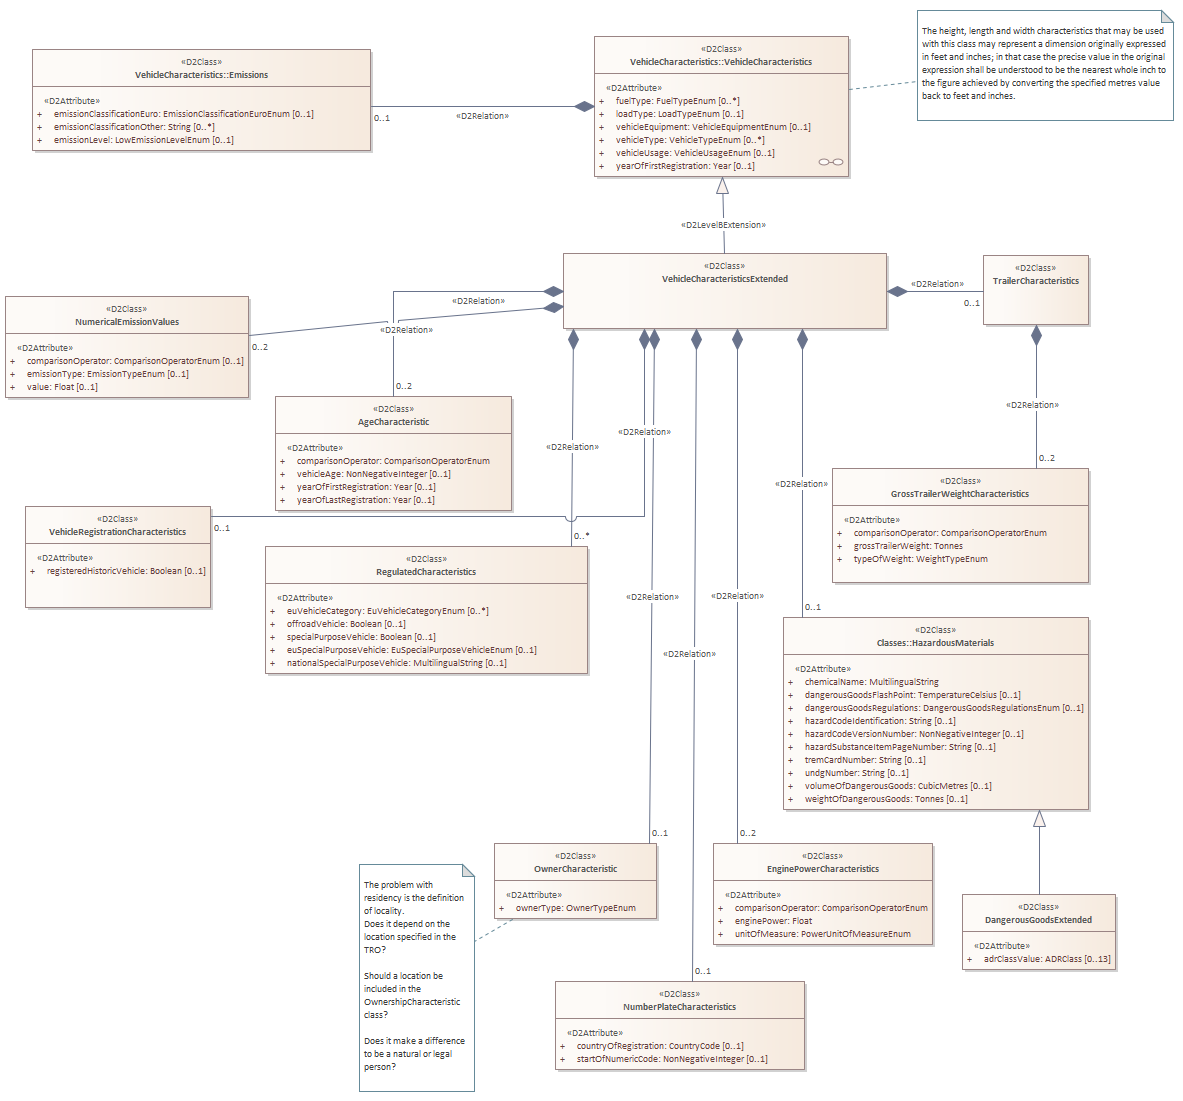 «D2Class»
VehicleCharacteristics::Emissions
«D2Attribute»
+ emissionClassificationEuro: EmissionClassificationEuroEnum [0..1]
+ emissionClassificationOther: String [0..*]
+ emissionLevel: LowEmissionLevelEnum [0..1]
0..1
«D2Relation»
«D2Class»
VehicleCharacteristics::VehicleCharacteristics
«D2Attribute»
+ fuelType: FuelTypeEnum [0..*]
+ loadType: LoadTypeEnum [0..1]
+ vehicleEquipment: VehicleEquipmentEnum [0..1]
+ vehicleType: VehicleTypeEnum [0..*]
+ vehicleUsage: VehicleUsageEnum [0..1]
+ yearOfFirstRegistration: Year [0..1]
The height, length and width characteristics that may be used
with this class may represent a dimension originally expressed
in feet and inches; in that case the precise value in the original
expression shall be understood to be the nearest whole inch to
the figure achieved by converting the specified metres value
back to feet and inches.
«D2LevelBExtension»
«D2Class»
VehicleCharacteristicsExtended
«D2Relation»
0..1
«D2Class»
TrailerCharacteristics
«D2Relation»
«D2Relation»
«D2Class»
NumericalEmissionValues
«D2Attribute»
+ comparisonOperator: ComparisonOperatorEnum [0..1]
+ emissionType: EmissionTypeEnum [0..1]
+ value: Float [0..1]
0..2
0..2
«D2Class»
AgeCharacteristic
«D2Attribute»
+ comparisonOperator: ComparisonOperatorEnum
+ vehicleAge: NonNegativeInteger [0..1]
+ yearOfFirstRegistration: Year [0..1]
+ yearOfLastRegistration: Year [0..1]
«D2Relation»
«D2Relation»
«D2Relation»
«D2Relation»
0..2
«D2Class»
GrossTrailerWeightCharacteristics
«D2Attribute»
+ comparisonOperator: ComparisonOperatorEnum
+ grossTrailerWeight: Tonnes
+ typeOfWeight: WeightTypeEnum
«D2Class»
VehicleRegistrationCharacteristics
«D2Attribute»
+ registeredHistoricVehicle: Boolean [0..1]
0..1
0..*
«D2Class»
RegulatedCharacteristics
«D2Attribute»
+ euVehicleCategory: EuVehicleCategoryEnum [0..*]
+ offroadVehicle: Boolean [0..1]
+ specialPurposeVehicle: Boolean [0..1]
+ euSpecialPurposeVehicle: EuSpecialPurposeVehicleEnum [0..1]
+ nationalSpecialPurposeVehicle: MultilingualString [0..1]
«D2Relation»
«D2Relation»
«D2Relation»
0..1
«D2Class»
Classes::HazardousMaterials
«D2Attribute»
+ chemicalName: MultilingualString
+ dangerousGoodsFlashPoint: TemperatureCelsius [0..1]
+ dangerousGoodsRegulations: DangerousGoodsRegulationsEnum [0..1]
+ hazardCodeIdentification: String [0..1]
+ hazardCodeVersionNumber: NonNegativeInteger [0..1]
+ hazardSubstanceItemPageNumber: String [0..1]
+ tremCardNumber: String [0..1]
+ undgNumber: String [0..1]
+ volumeOfDangerousGoods: CubicMetres [0..1]
+ weightOfDangerousGoods: Tonnes [0..1]
0..1
«D2Class»
OwnerCharacteristic
«D2Attribute»
+ ownerType: OwnerTypeEnum
0..2
«D2Class»
EnginePowerCharacteristics
«D2Attribute»
+ comparisonOperator: ComparisonOperatorEnum
+ enginePower: Float
+ unitOfMeasure: PowerUnitOfMeasureEnum
«D2Class»
DangerousGoodsExtended
«D2Attribute»
+ adrClassValue: ADRClass [0..13]
The problem with
residency is the definition
of locality.
Does it depend on the
location specified in the
TRO?
Should a location be
included in the
OwnershipCharacteristic
class?
Does it make a difference
to be a natural or legal
person?
0..1
«D2Class»
NumberPlateCharacteristics
«D2Attribute»
+ countryOfRegistration: CountryCode [0..1]
+ startOfNumericCode: NonNegativeInteger [0..1]